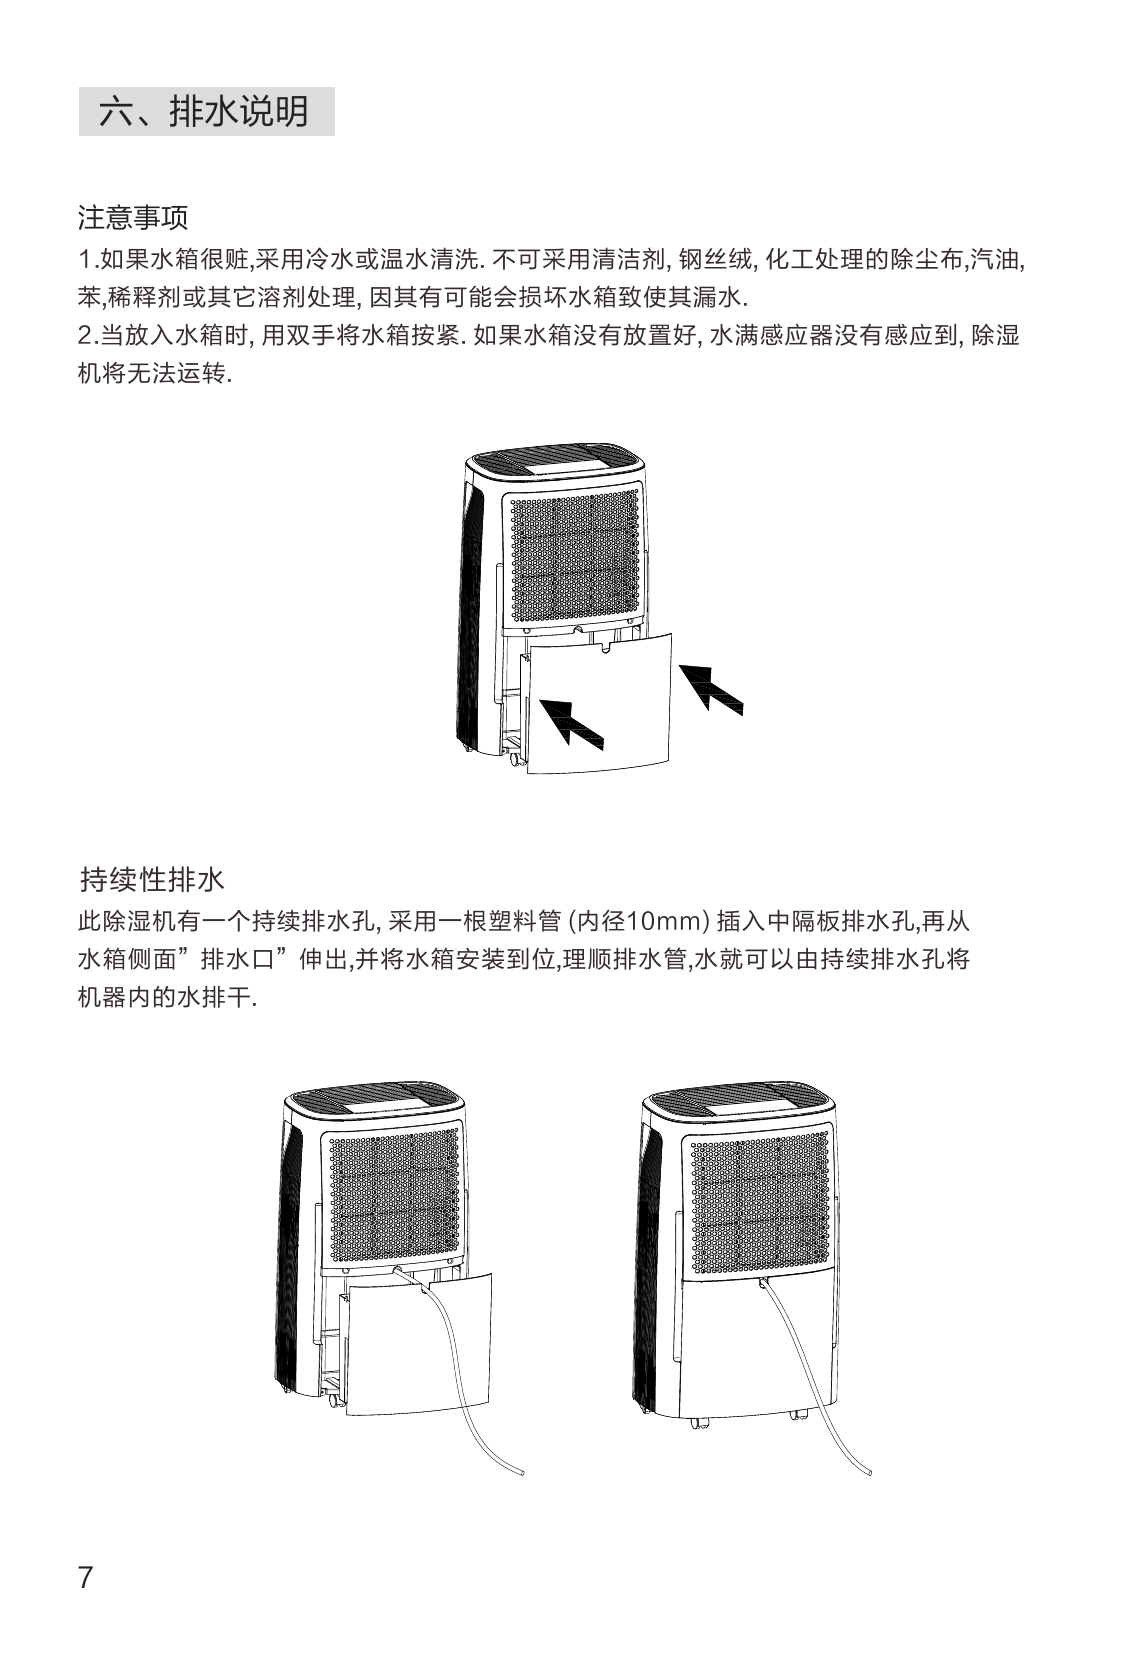 六、排水说明
注意事项
1.如果水箱很赃,采用冷水或温水清洗. 不可采用清洁剂, 钢丝绒, 化工处理的除尘布,汽油,
苯,稀释剂或其它溶剂处理, 因其有可能会损坏水箱致使其漏水.
2.当放入水箱时, 用双手将水箱按紧. 如果水箱没有放置好, 水满感应器没有感应到, 除湿
机将无法运转.
持续性排水
此除湿机有一个持续排水孔, 采用一根塑料管 (内径10mm) 插入中隔板排水孔,再从
水箱侧面”排水口”伸出,并将水箱安装到位,理顺排水管,水就可以由持续排水孔将
机器内的水排干.
7